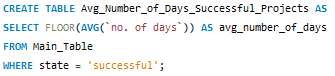 CREATE TABLE Avg_Number_of_Days_Successful_Projects AS
SELECT FLOOR(AVG(`no. of days`)) AS avg_number_of_days
FROM Main_Table
WHERE state = 'successful';